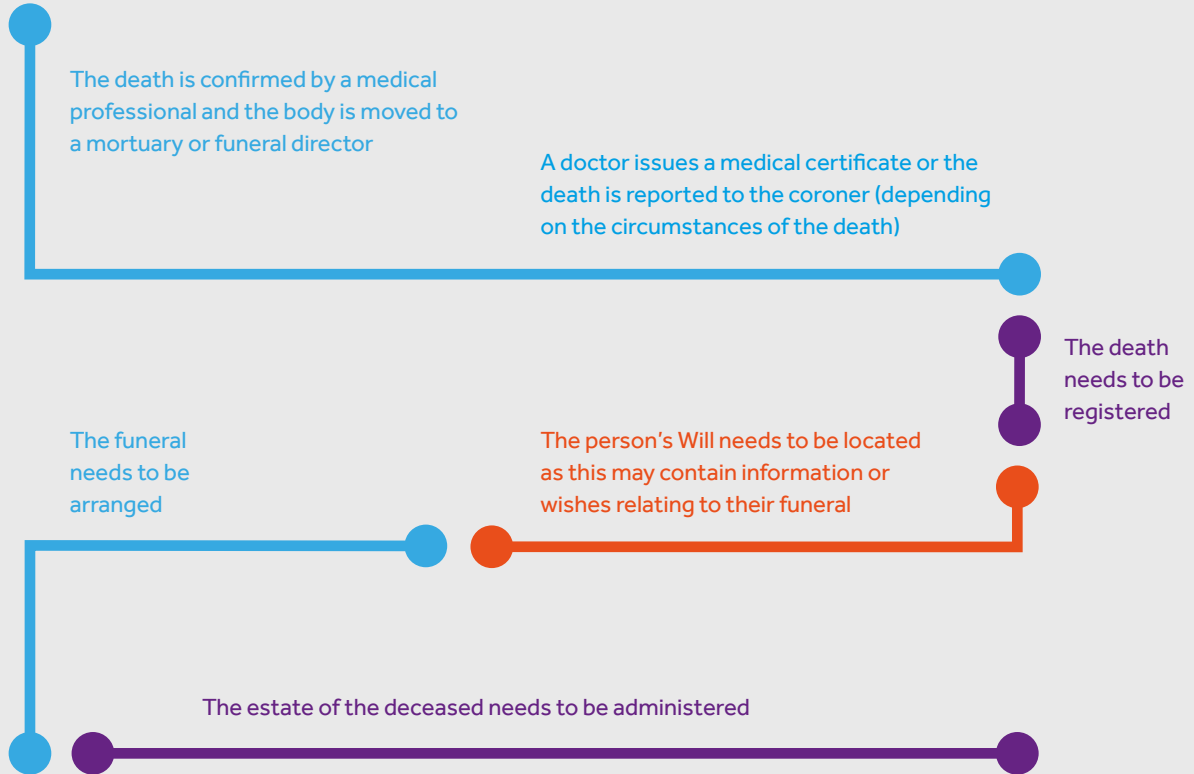 The death is confirmed by a medical
professional and the body is moved to
a mortuary or funeral director
A doctor issues a medical certificate or the
death is reported to the coroner (depending
on the circumstances of the death)
The death
needs to be
registered
The person's Will needs to be located
as this may contain information or
wishes relating to their funeral
The funeral
needs to be
arranged
The estate of the deceased needs to be administered